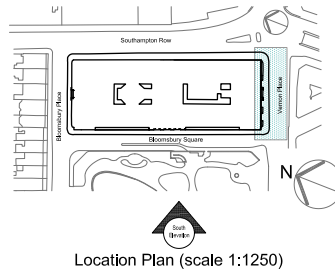 Southampton Row
Bloomsbury Place
Vernon Place
Bloomsbury Square
N
South
Elevation
Location Plan (scale 1:1250)